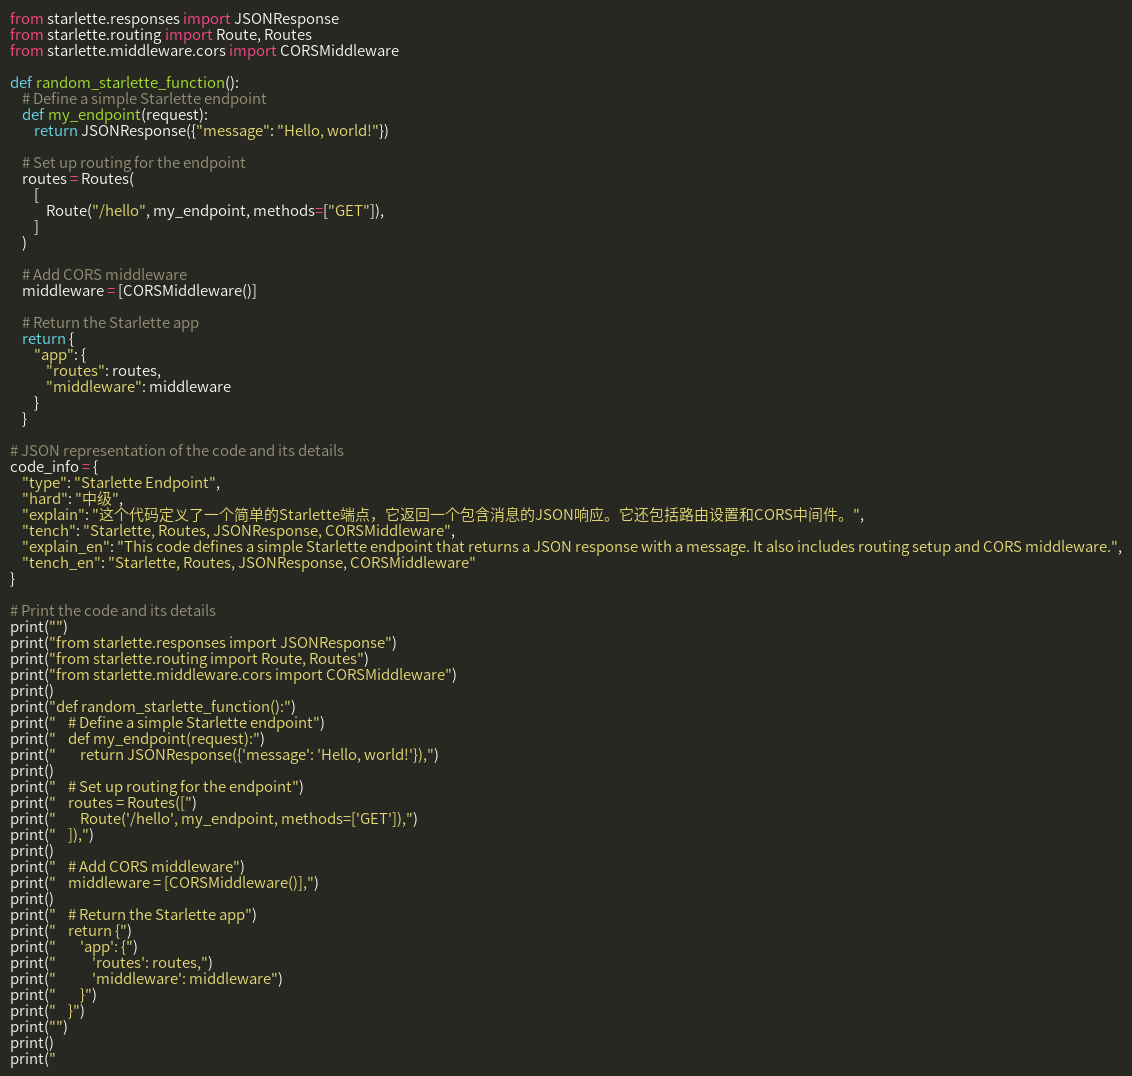 from starlette.responses import JSONResponse
from starlette.routing import Route, Routes
from starlette.middleware.cors import CORSMiddleware

def random_starlette_function():
    # Define a simple Starlette endpoint
    def my_endpoint(request):
        return JSONResponse({"message": "Hello, world!"})

    # Set up routing for the endpoint
    routes = Routes(
        [
            Route("/hello", my_endpoint, methods=["GET"]),
        ]
    )

    # Add CORS middleware
    middleware = [CORSMiddleware()]

    # Return the Starlette app
    return {
        "app": {
            "routes": routes,
            "middleware": middleware
        }
    }

# JSON representation of the code and its details
code_info = {
    "type": "Starlette Endpoint",
    "hard": "中级",
    "explain": "这个代码定义了一个简单的Starlette端点，它返回一个包含消息的JSON响应。它还包括路由设置和CORS中间件。",
    "tench": "Starlette, Routes, JSONResponse, CORSMiddleware",
    "explain_en": "This code defines a simple Starlette endpoint that returns a JSON response with a message. It also includes routing setup and CORS middleware.",
    "tench_en": "Starlette, Routes, JSONResponse, CORSMiddleware"
}

# Print the code and its details
print("")
print("from starlette.responses import JSONResponse")
print("from starlette.routing import Route, Routes")
print("from starlette.middleware.cors import CORSMiddleware")
print()
print("def random_starlette_function():")
print("    # Define a simple Starlette endpoint")
print("    def my_endpoint(request):")
print("        return JSONResponse({'message': 'Hello, world!'}),")
print()
print("    # Set up routing for the endpoint")
print("    routes = Routes([")
print("        Route('/hello', my_endpoint, methods=['GET']),")
print("    ]),")
print()
print("    # Add CORS middleware")
print("    middleware = [CORSMiddleware()],")
print()
print("    # Return the Starlette app")
print("    return {")
print("        'app': {")
print("            'routes': routes,")
print("            'middleware': middleware")
print("        }")
print("    }")
print("")
print()
print("